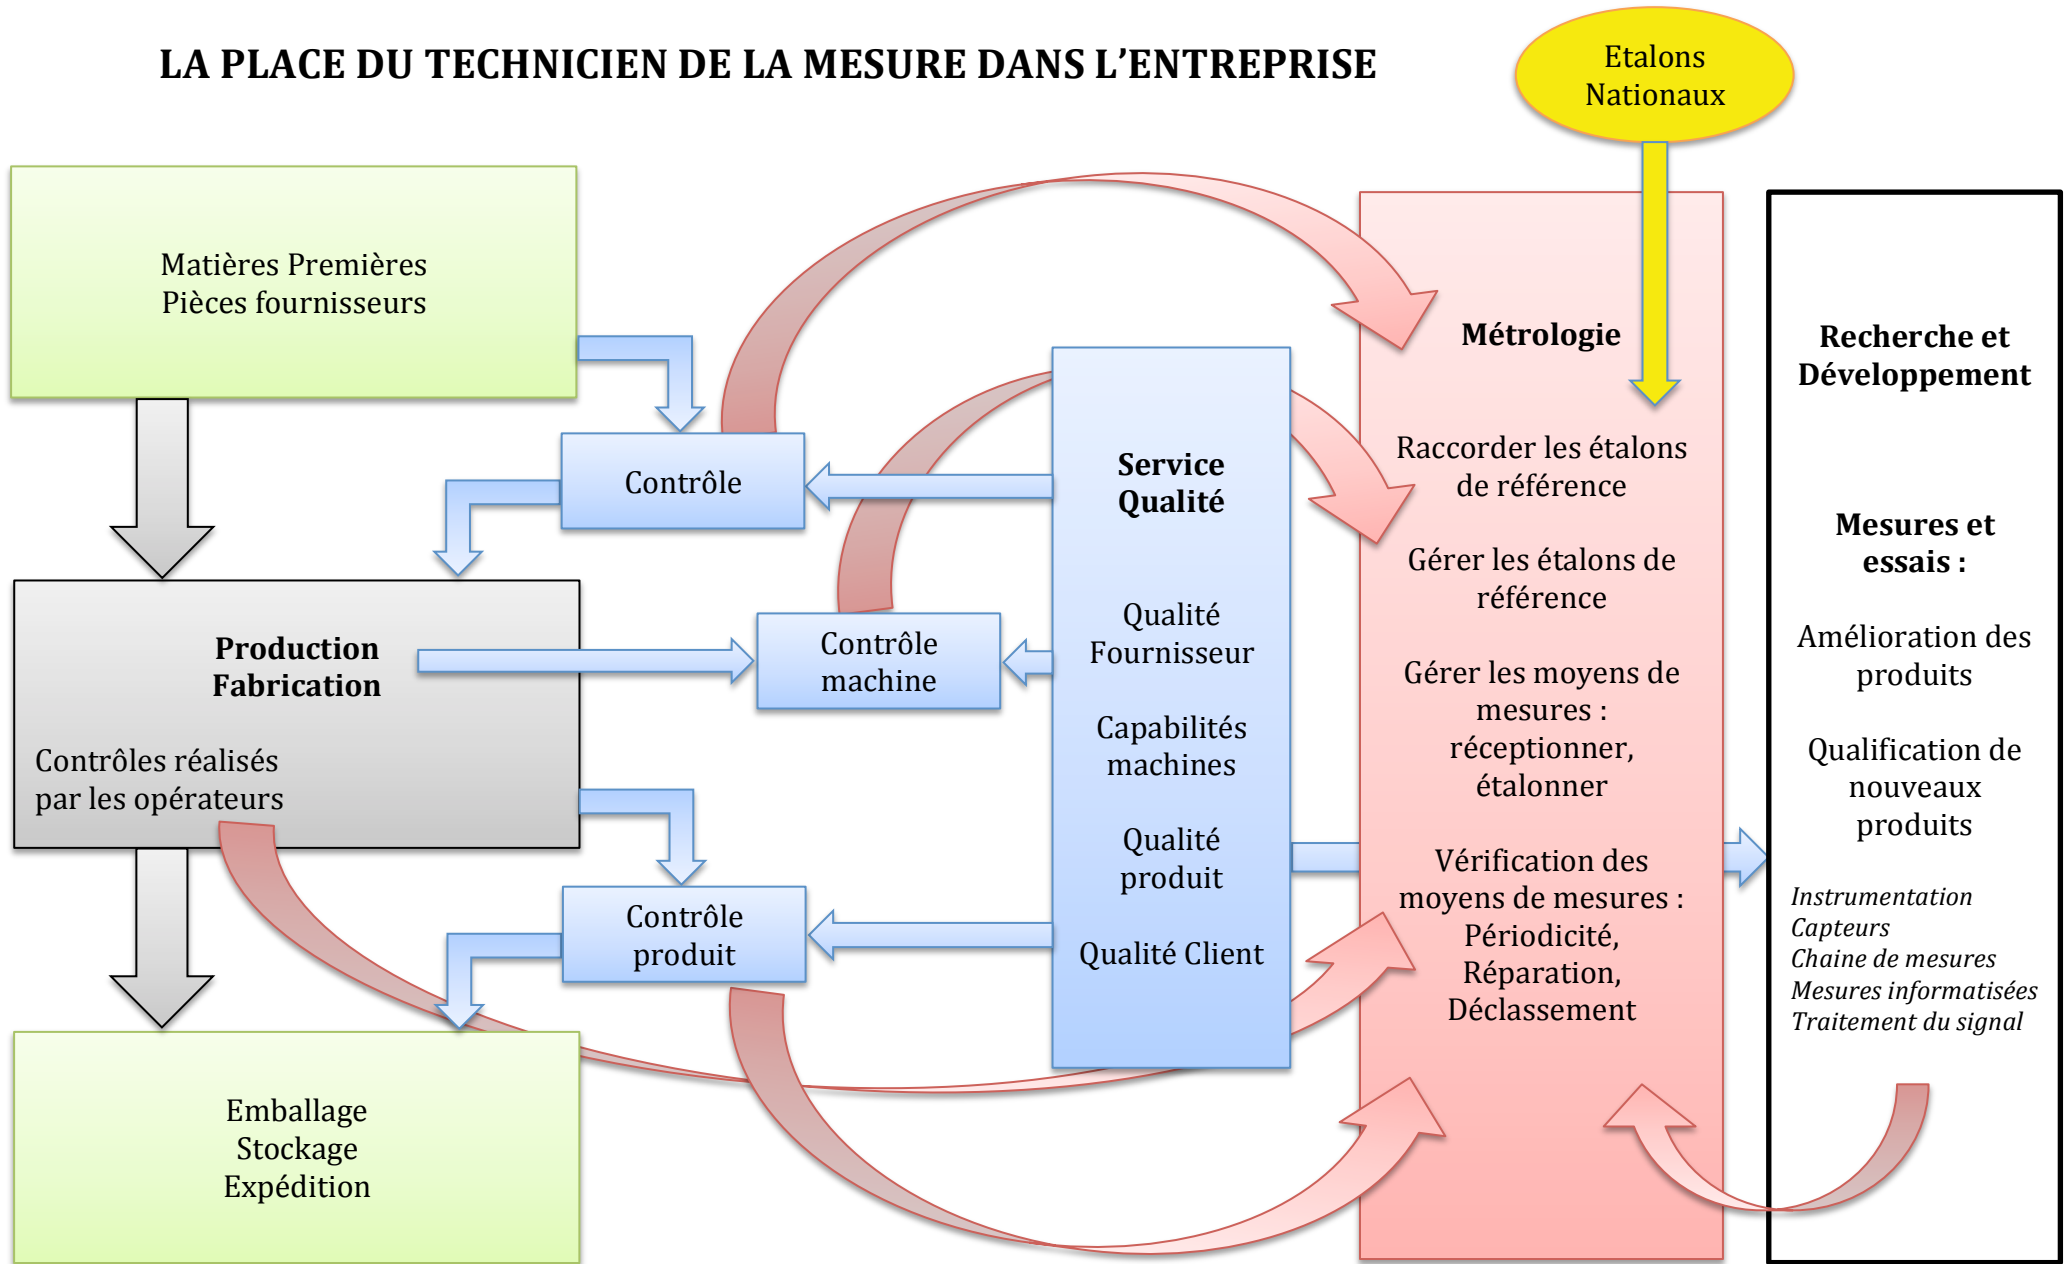 LA PLACE DU TECHNICIEN DE LA MESURE DANS L’ENTREPRISE
Etalons
Nationaux
Matières Premières
Pièces fournisseurs
Contrôle
Production
Fabrication
Contrôles réalisés
par les opérateurs
Contrôle
machine
Contrôle
produit
Emballage
Stockage
Expédition
Service
Qualité
Qualité
Fournisseur
Capabilités
machines
Qualité
produit
Qualité Client
Métrologie
Raccorder les étalons
de référence
Gérer les étalons de
référence
Gérer les moyens de
mesures :
réceptionner,
étalonner
Vérification des
moyens de mesures :
Périodicité,
Réparation,
Déclassement
Recherche et
Développement
Mesures et
essais :
Amélioration des
produits
Qualification de
nouveaux
produits
Instrumentation
Capteurs
Chaine de mesures
Mesures informatisées
Traitement du signal